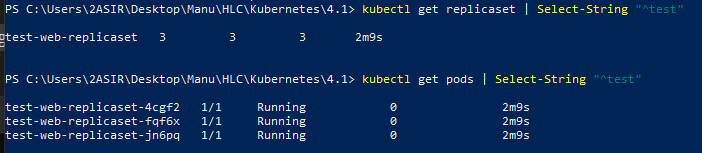 PS C:\Users\2ASIR\Desktop\Manu\HLC\Kubernetes\4.1> kubectl get replicaset | Select-String "^test"
test-web-replicaset   3         3         3       2m9s
PS C:\Users\2ASIR\Desktop\Manu\HLC\Kubernetes\4.1> kubectl get pods | Select-String "^test"
test-web-replicaset-4cgf2   1/1     Running             0               2m9s
test-web-replicaset-fqf6x   1/1     Running             0               2m9s
test-web-replicaset-jn6pq   1/1     Running             0               2m9s